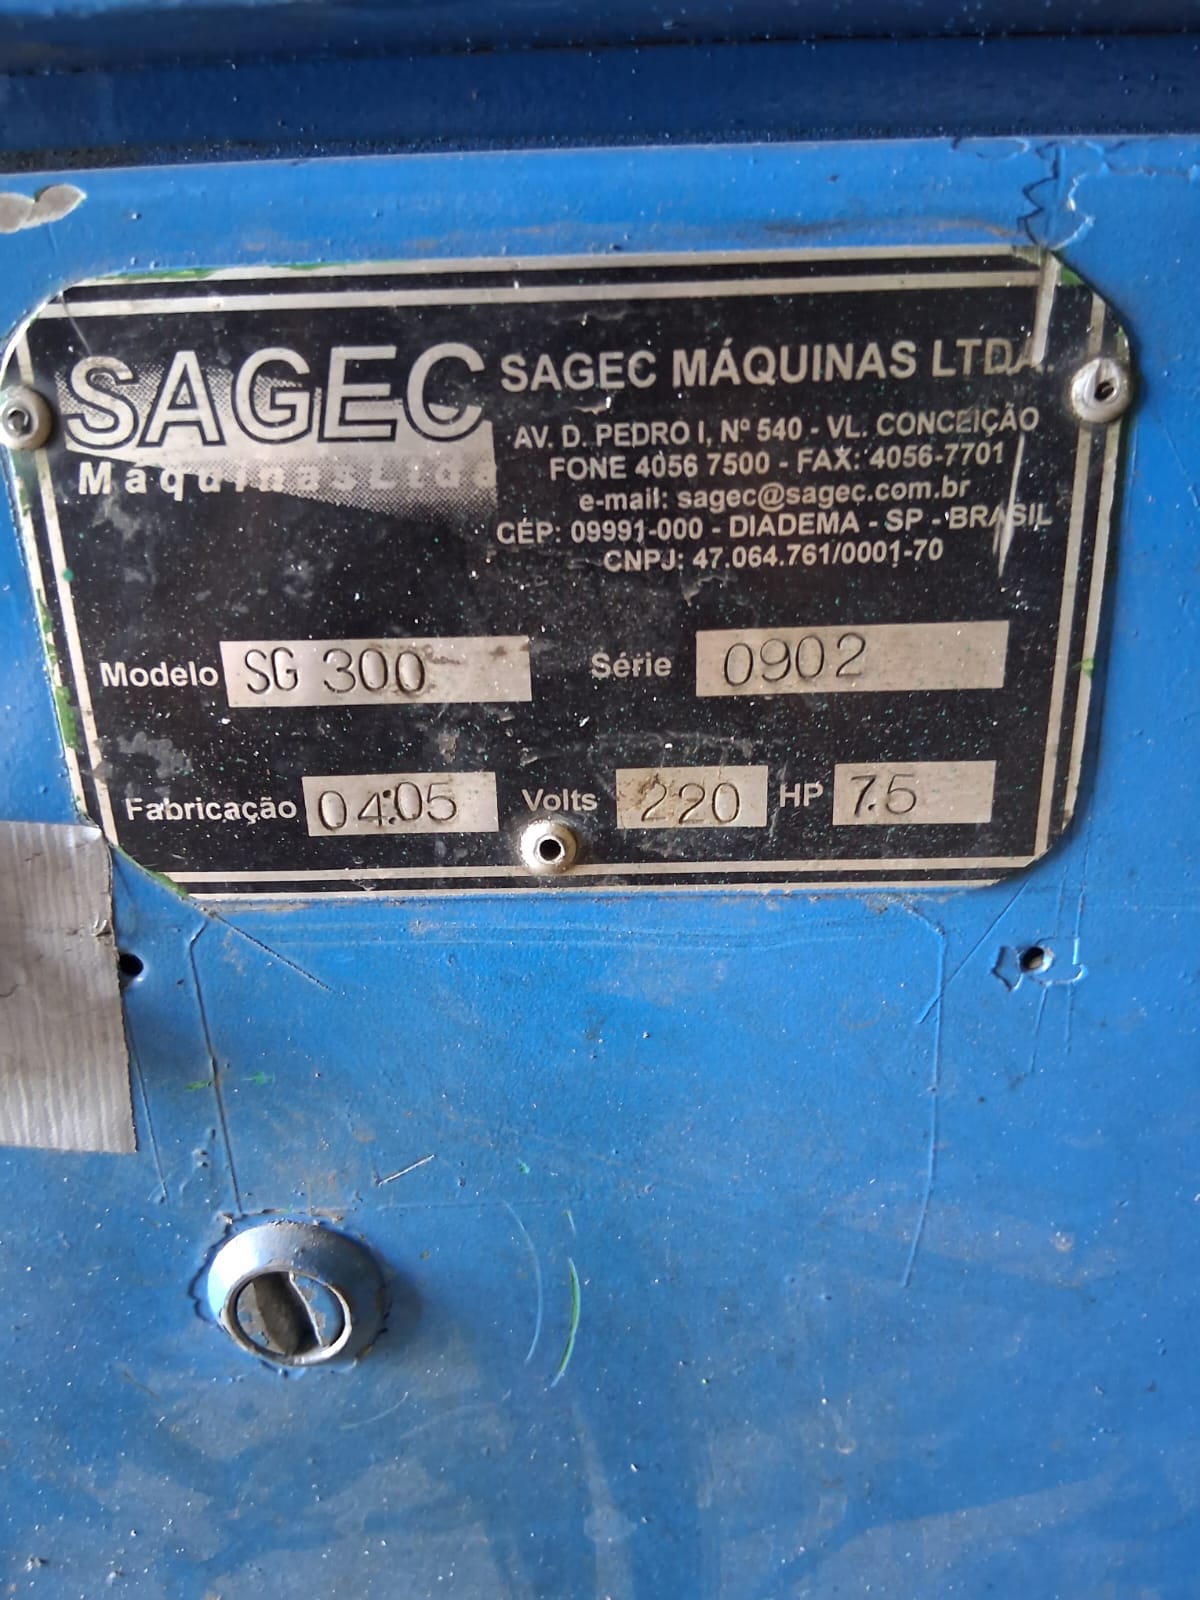 SAGEC
Máquinas Ltda
SAGEC MÁQUINAS LTDA
AV. D. PEDRO I, Nº 540 - VL. CONCEIÇÃO
FONE 4056 7500 - FAX: 4056-7701
e-mail: sagec@sagec.com.br
CEP: 09991-000 - DIADEMA - SP - BRASIL
CNPJ: 47.064.761/0001-70
Modelo SG 300 Série 0902
Fabricação 04:05 Volts 220 HP 7.5